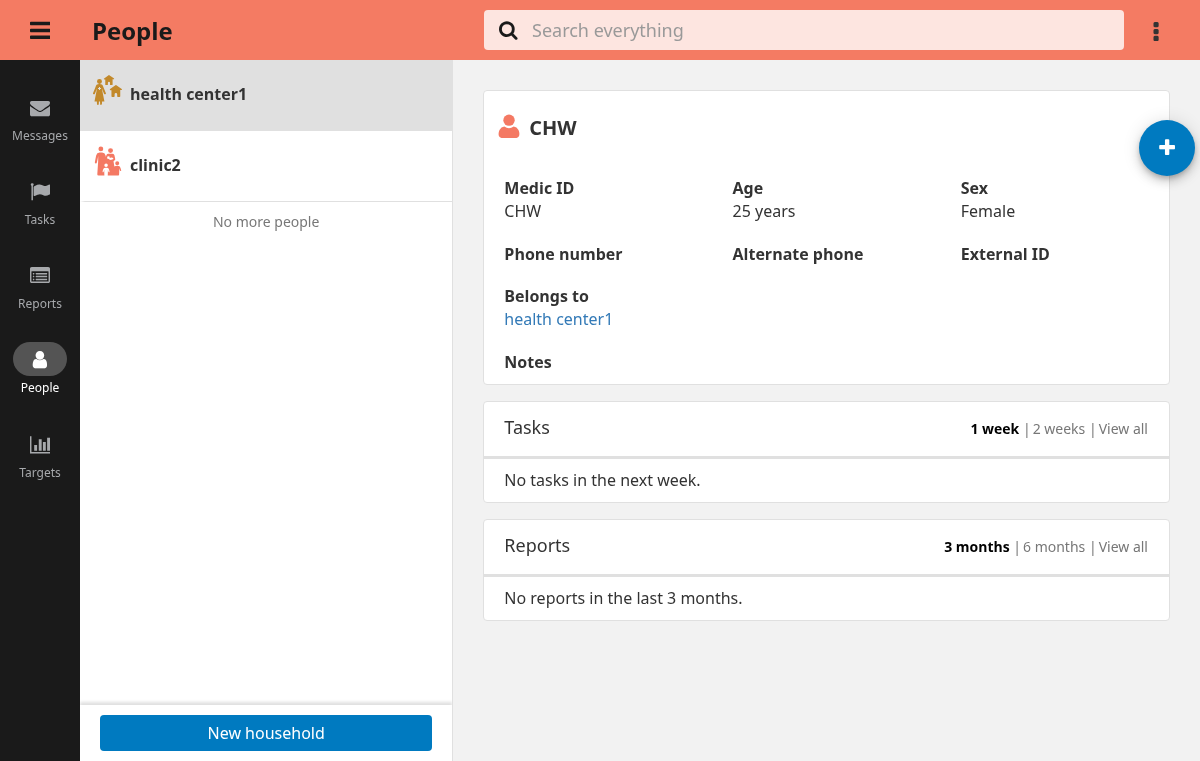 People
Search everything
Messages
Tasks
Reports
People
Targets
health center1
clinic2
No more people
New household
CHW
Medic ID
CHW
Age
25 years
Sex
Female
Phone number
Alternate phone
External ID
Belongs to
health center1
Notes
Tasks
1 week | 2 weeks | View all
No tasks in the next week.
Reports
3 months | 6 months | View all
No reports in the last 3 months.